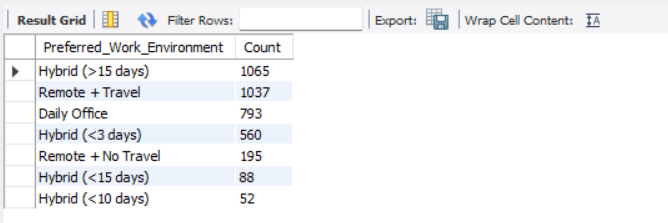 Result Grid Filter Rows: Export: Wrap Cell Content: IA
Preferred_Work_Environment Count
Hybrid (>15 days) 1065
Remote + Travel 1037
Daily Office 793
Hybrid (<3 days) 560
Remote + No Travel 195
Hybrid (<15 days) 88
Hybrid (<10 days) 52